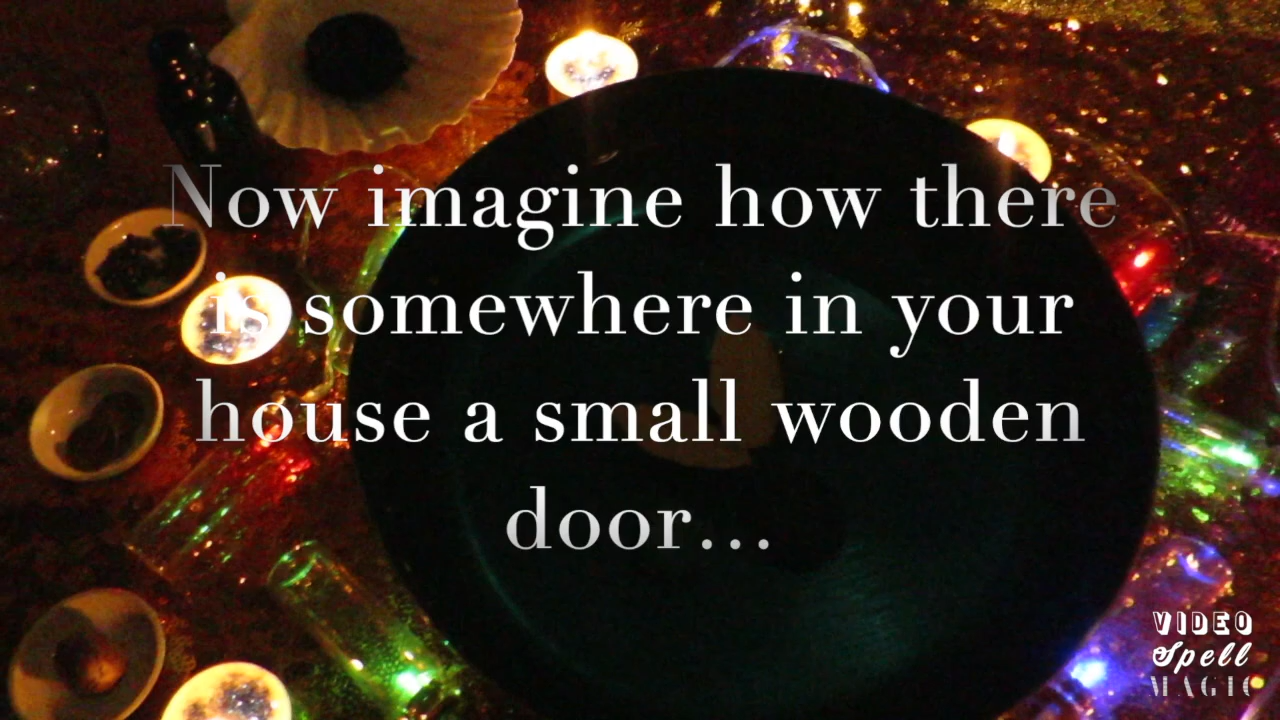 Now imagine how there
is somewhere in your
house a small wooden
door...
VIDEO
Spell
MAGIC